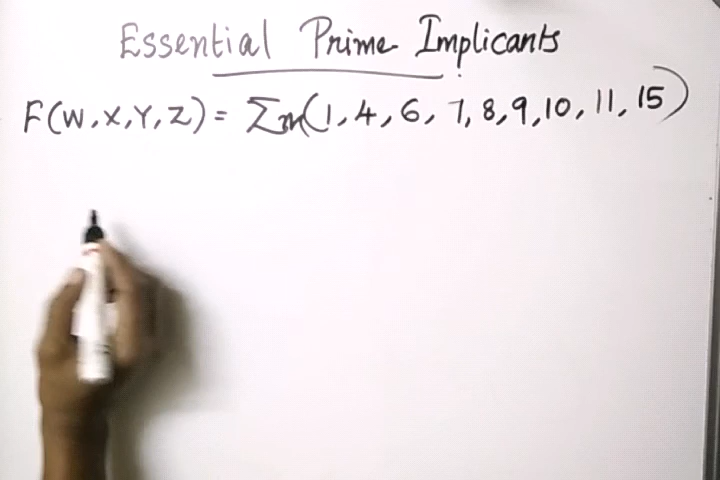 Essential Prime Implicants
F(W,X,Y,Z) = Σm(1,4,6,7,8,9,10,11,15)